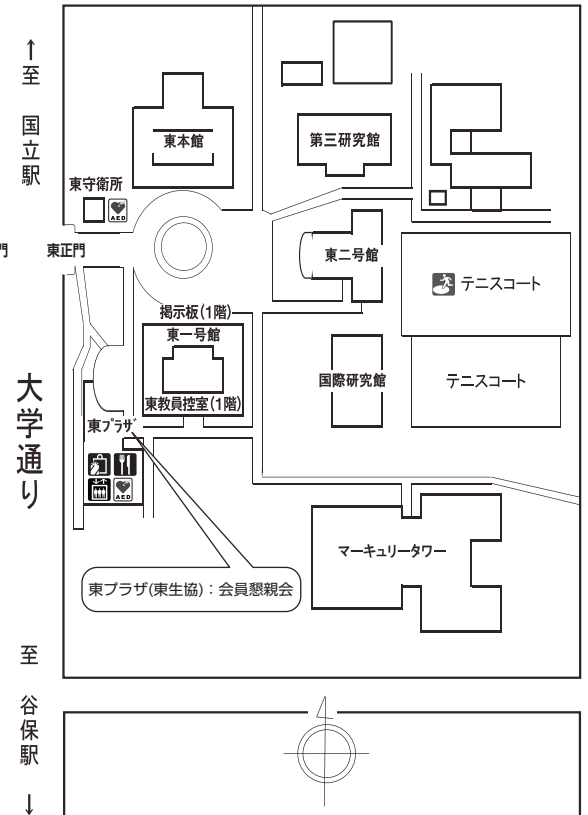 ↑至 国立駅
東本館
第三研究館
東守衛所
AED
門
東正門
東二号館
テニスコート
掲示板(1階)
東一号館
国際研究館
テニスコート
東教員控室(1階)
大学通り
東プラザ
AED
マーキュリータワー
東プラザ(東生協)：会員懇親会
至 谷保駅↓